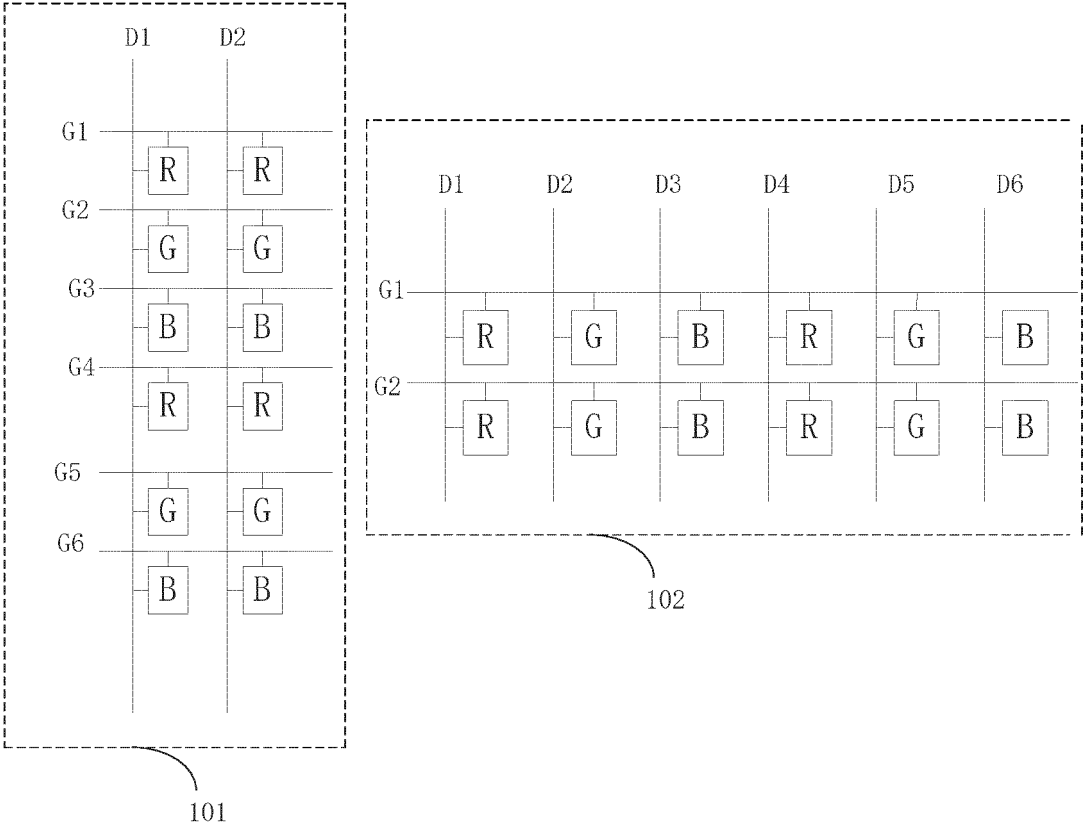 D1 D2
G1
R R
G2
G G
G3
B B
G4
R R
G5
G G
G6
B B
101
D1 D2 D3 D4 D5 D6
G1
R G B R G B
G2
R G B R G B
102